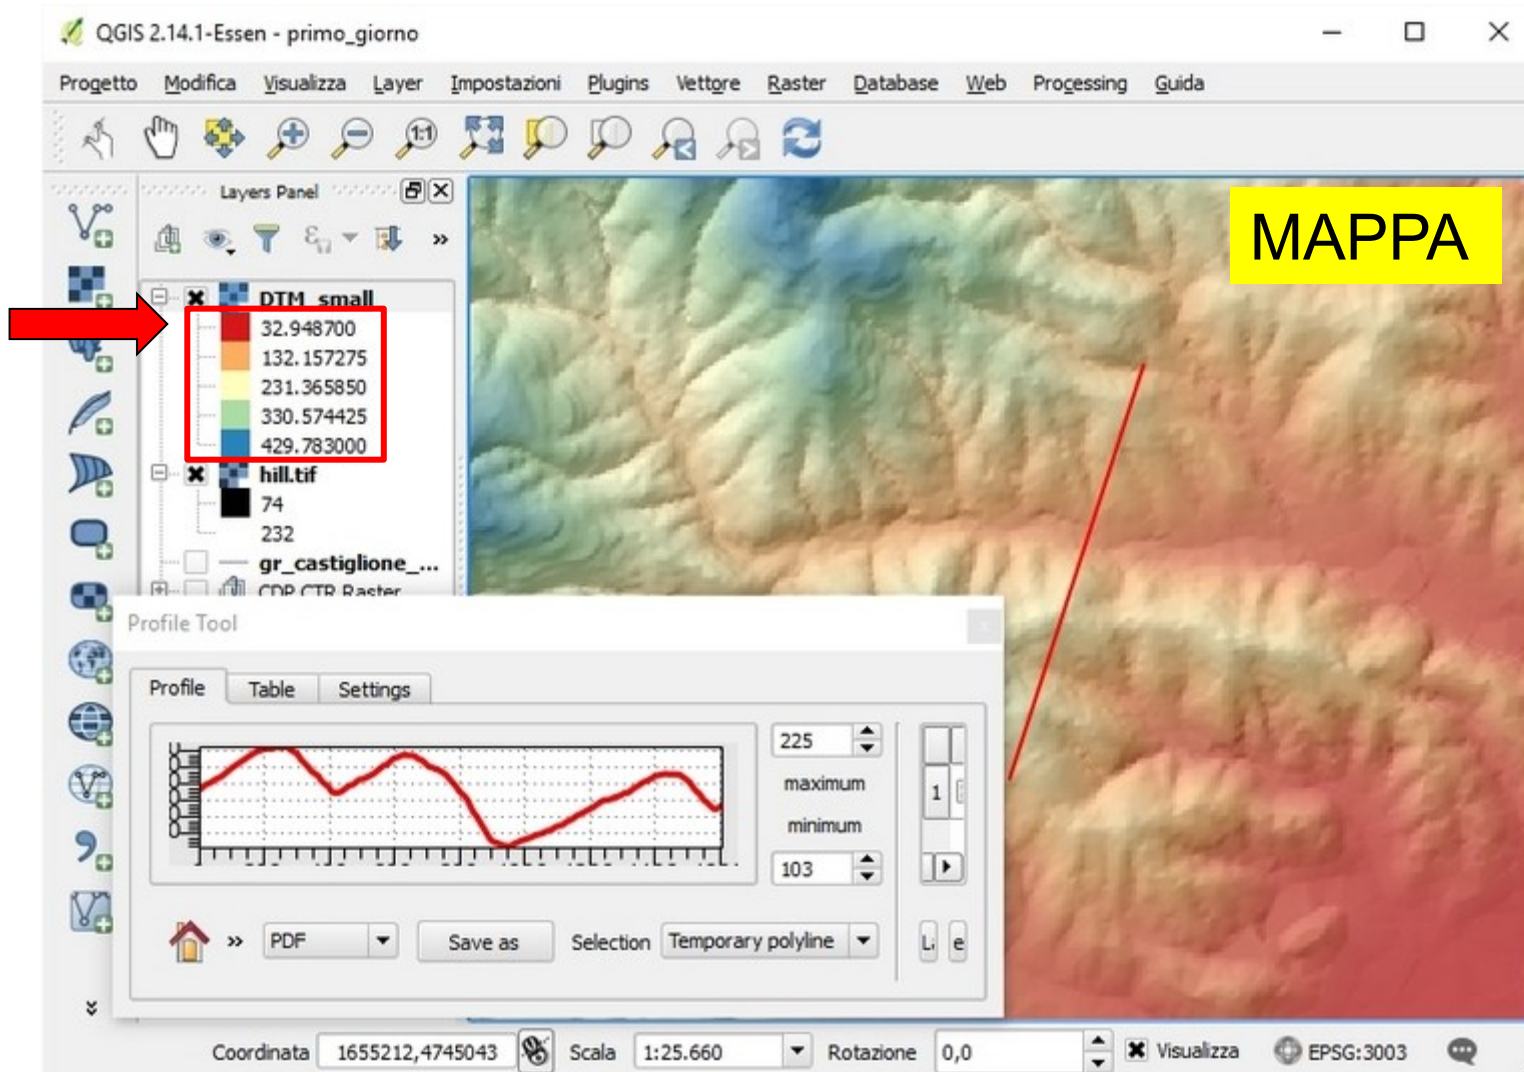 QGIS 2.14.1-Essen - primo_giorno
Progetto Modifica Visualizza Layer Impostazioni Plugins Vettore Raster Database Web Processing Guida
1:1
Layers Panel
MAPPA
DTM_small
32.948700
132.157275
231.365850
330.574425
429.783000
hill.tif
74
232
gr_castiglione_...
CDP CTR Raster
Profile Tool
Profile Table Settings
225
maximum
1
minimum
103
PDF Save as Selection Temporary polyline
Coordinata 1655212,4745043 Scala 1:25.660 Rotazione 0,0 Visualizza EPSG:3003